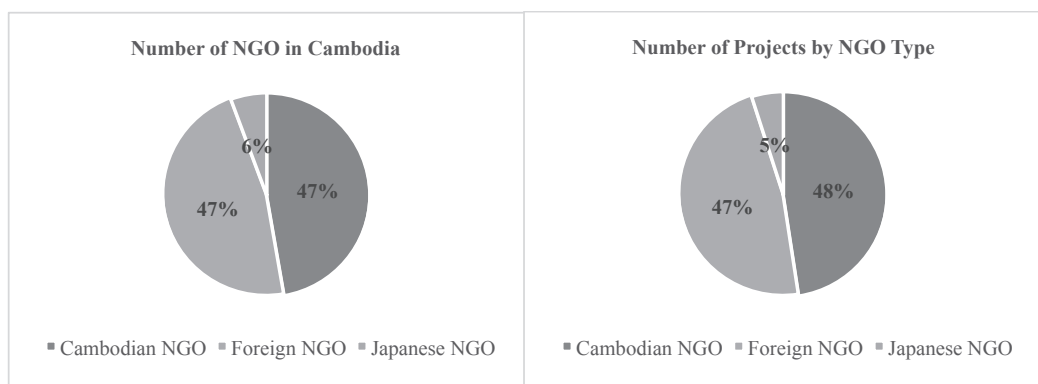 Number of NGO in Cambodia
6%
47%
47%
Cambodian NGO Foreign NGO Japanese NGO
Number of Projects by NGO Type
5%
48%
47%
Cambodian NGO Foreign NGO Japanese NGO